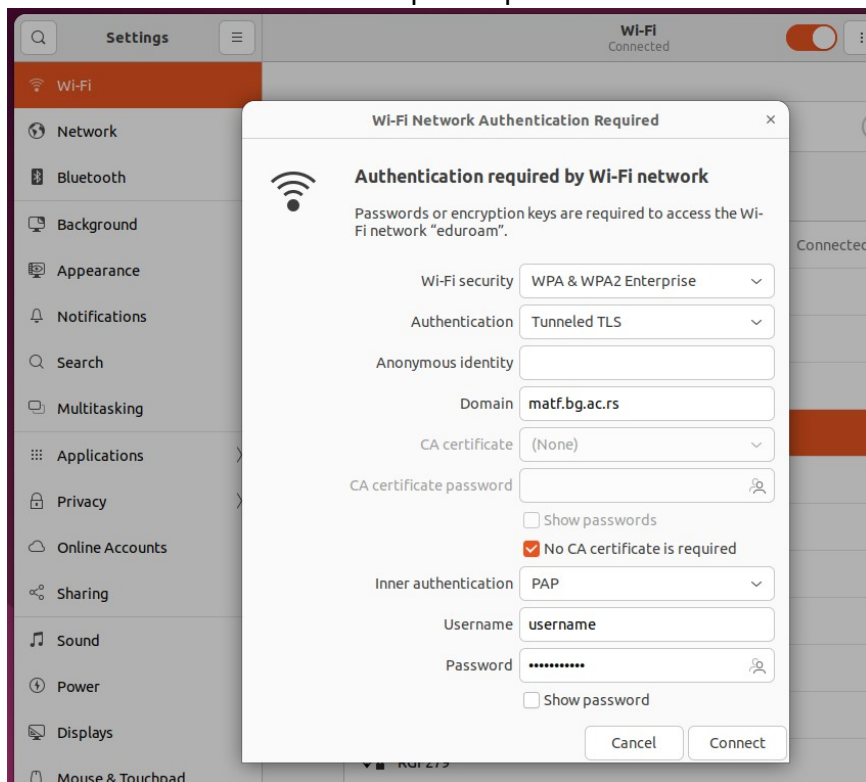 Settings
Wi-Fi
Connected
Wi-Fi
Network
Bluetooth
Background
Appearance
Notifications
Search
Multitasking
Applications
Privacy
Online Accounts
Sharing
Sound
Power
Displays
Mouse & Touchpad
Connected
Wi-Fi Network Authentication Required
Authentication required by Wi-Fi network
Passwords or encryption keys are required to access the Wi-
Fi network “eduroam”.
Wi-Fi security WPA & WPA2 Enterprise
Authentication Tunneled TLS
Anonymous identity
Domain matf.bg.ac.rs
CA certificate (None)
CA certificate password
Show passwords
No CA certificate is required
Inner authentication PAP
Username username
Password •••••••••••
Show password
Cancel Connect